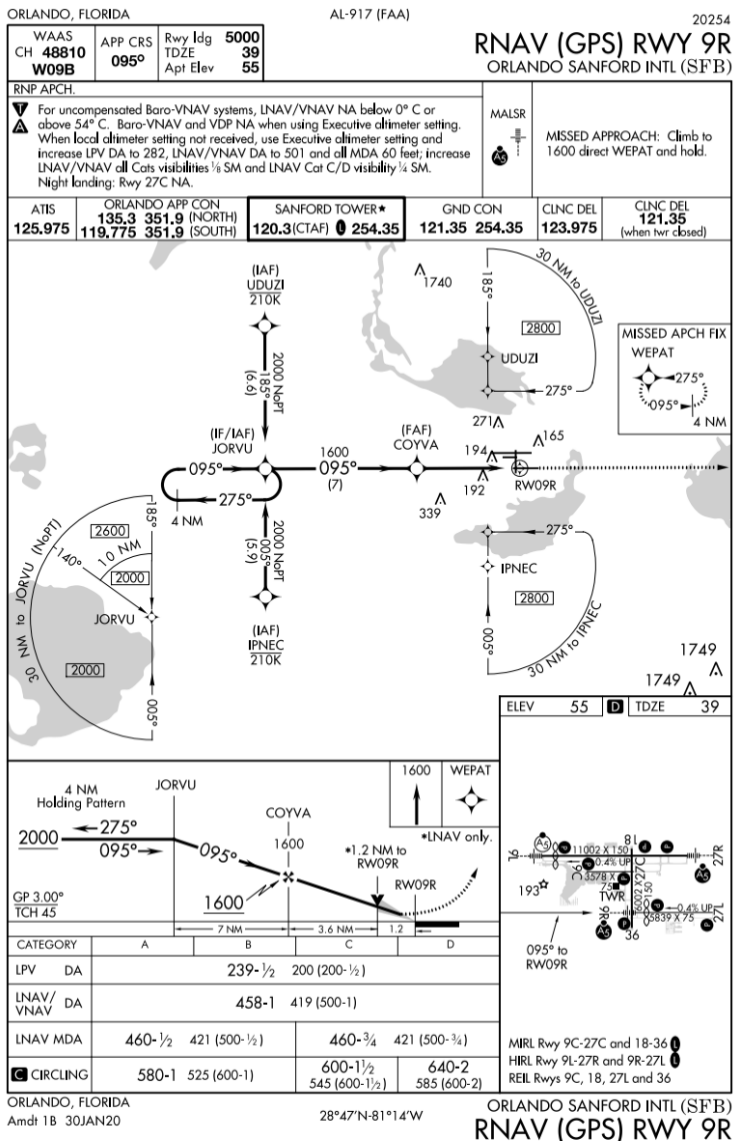 ORLANDO, FLORIDA
AL-917 (FAA)
20254
WAAS
CH 48810
W09B
APP CRS
095°
Rwy ldg 5000
TDZE 39
Apt Elev 55
RNAV (GPS) RWY 9R
ORLANDO SANFORD INTL (SFB)
RNP APCH.
T
A
For uncompensated Baro-VNAV systems, LNAV/VNAV NA below 0° C or
above 54° C. Baro-VNAV and VDP NA when using Executive altimeter setting.
When local altimeter setting not received, use Executive altimeter setting and
increase LPV DA to 282, LNAV/VNAV DA to 501 and all MDA 60 feet; increase
LNAV/VNAV all Cats visibilities ⅛ SM and LNAV Cat C/D visibility ¼ SM.
Night landing: Rwy 27C NA.
MALSR
A5
MISSED APPROACH: Climb to
1600 direct WEPAT and hold.
ATIS
125.975
ORLANDO APP CON
135.3 351.9 (NORTH)
119.775 351.9 (SOUTH)
SANFORD TOWER★
120.3(CTAF) L 254.35
GND CON
121.35 254.35
CLNC DEL
123.975
CLNC DEL
121.35
(when twr closed)
(IAF)
UDUZI
210K
1740
185°
30 NM to UDUZI
2800
UDUZI
275°
MISSED APCH FIX
WEPAT
275°
095°
4 NM
2000 NoPT
185°
(6.6)
271
(IF/IAF)
JORVU
1600
095°
(7)
(FAF)
COYVA
194
165
192
RW09R
339
095°
275°
4 NM
2000 NoPT
005°
(5.9)
30 NM to JORVU (NoPT)
2600
185°
140°
10 NM
2000
JORVU
2000
005°
(IAF)
IPNEC
210K
275°
IPNEC
2800
005°
30 NM to IPNEC
1749
1749
ELEV 55 D TDZE 39
4 NM
Holding Pattern
JORVU
COYVA
1600
WEPAT
2000
275°
095°
095°
1600
1600
*LNAV only.
*1.2 NM to
RW09R
RW09R
GP 3.00°
TCH 45
7 NM
3.6 NM
1.2
9L
A5
11002 X 150
18
P
P
27R
0.4% UP
P
9C
3578 X 75
P
27C
A5
193
TWR
6002 X 150
9R
P
0.4% UP
27L
5839 X 75
A5
P
36
P
095° to
RW09R
MIRL Rwy 9C-27C and 18-36 L
HIRL Rwy 9L-27R and 9R-27L L
REIL Rwys 9C, 18, 27L and 36
CATEGORY A B C D
LPV DA 239-½ 200 (200-½)
LNAV/
VNAV DA 458-1 419 (500-1)
LNAV MDA 460-½ 421 (500-½) 460-¾ 421 (500-¾)
C CIRCLING 580-1 525 (600-1) 600-1½
545 (600-1½) 640-2
585 (600-2)
ORLANDO, FLORIDA
Amdt 1B 30JAN20
28°47'N-81°14'W
ORLANDO SANFORD INTL (SFB)
RNAV (GPS) RWY 9R